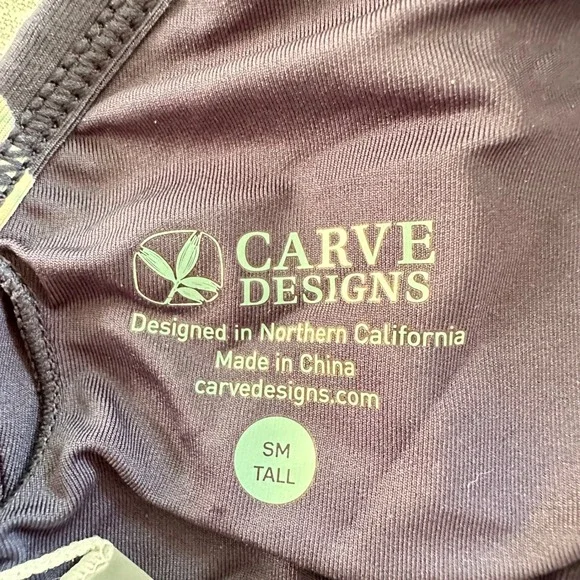 CARVE
DESIGNS
Designed in Northern California
Made in China
carvedesigns.com
SM
TALL